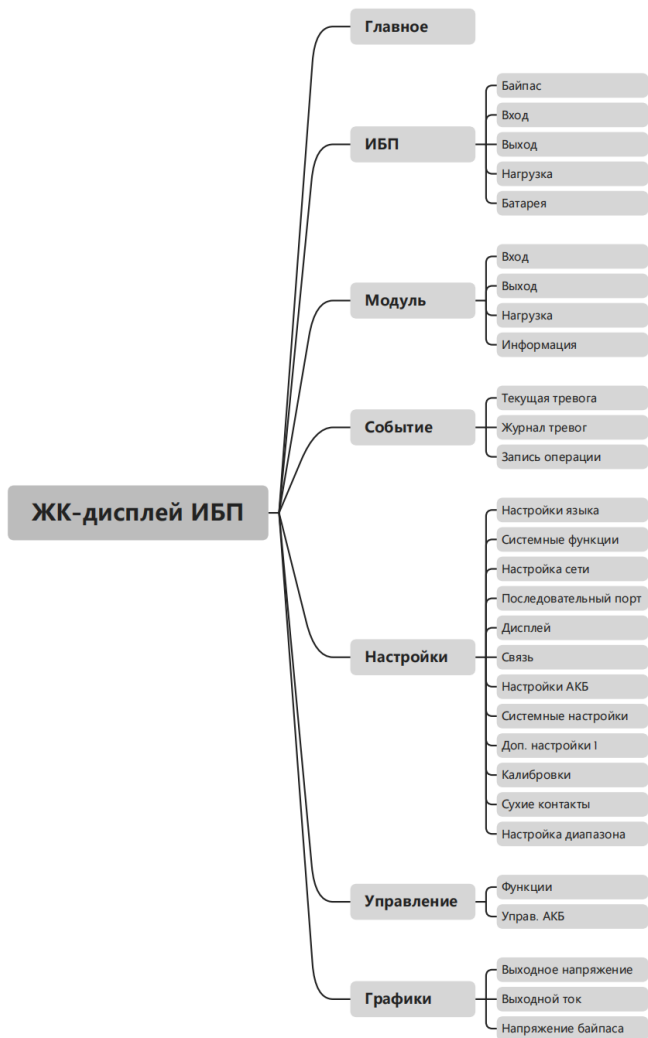 Главное
ИБП
Байпас
Вход
Выход
Нагрузка
Батарея
Модуль
Вход
Выход
Нагрузка
Информация
Событие
Текущая тревога
Журнал тревог
Запись операции
ЖК-дисплей ИБП
Настройки
Настройки языка
Системные функции
Настройка сети
Последовательный порт
Дисплей
Связь
Настройки АКБ
Системные настройки
Доп. настройки 1
Калибровки
Сухие контакты
Настройка диапазона
Управление
Функции
Управ. АКБ
Графики
Выходное напряжение
Выходной ток
Напряжение байпаса